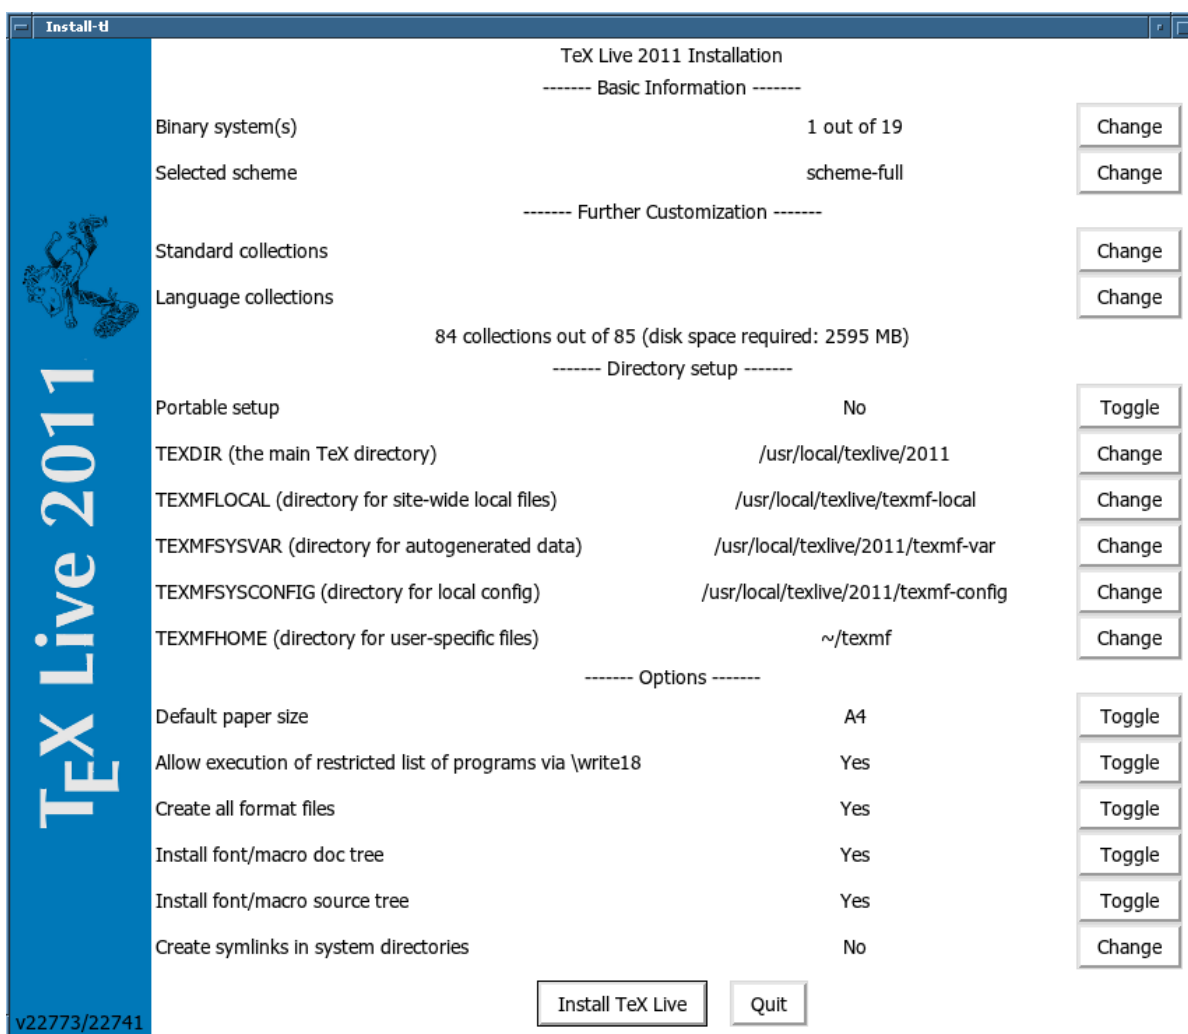 Install-tl
TeX Live 2011 Installation
------- Basic Information -------
Binary system(s) 1 out of 19 Change
Selected scheme scheme-full Change
------- Further Customization -------
Standard collections Change
Language collections Change
84 collections out of 85 (disk space required: 2595 MB)
------- Directory setup -------
Portable setup No Toggle
TEXDIR (the main TeX directory) /usr/local/texlive/2011 Change
TEXMFLOCAL (directory for site-wide local files) /usr/local/texlive/texmf-local Change
TEXMFSYSVAR (directory for autogenerated data) /usr/local/texlive/2011/texmf-var Change
TEXMFSYSCONFIG (directory for local config) /usr/local/texlive/2011/texmf-config Change
TEXMFHOME (directory for user-specific files) ~/texmf Change
------- Options -------
Default paper size A4 Toggle
Allow execution of restricted list of programs via \write18 Yes Toggle
Create all format files Yes Toggle
Install font/macro doc tree Yes Toggle
Install font/macro source tree Yes Toggle
Create symlinks in system directories No Change
Install TeX Live Quit
TEX Live 2011
v22773/22741